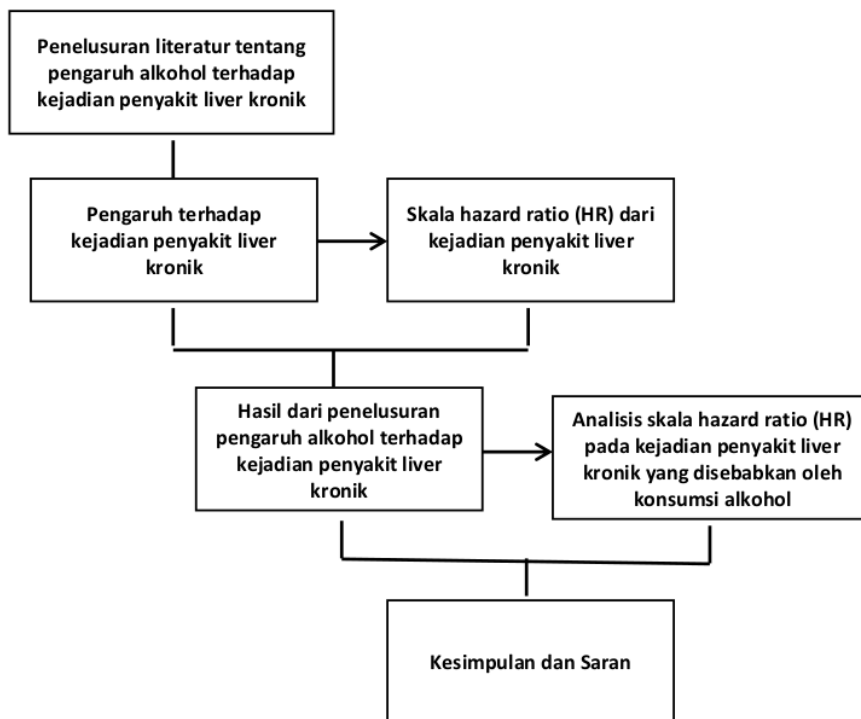 Penelusuran literatur tentang
pengaruh alkohol terhadap
kejadian penyakit liver kronik
Pengaruh terhadap
kejadian penyakit liver
kronik
Skala hazard ratio (HR) dari
kejadian penyakit liver
kronik
Hasil dari penelusuran
pengaruh alkohol terhadap
kejadian penyakit liver
kronik
Analisis skala hazard ratio (HR)
pada kejadian penyakit liver
kronik yang disebabkan oleh
konsumsi alkohol
Kesimpulan dan Saran